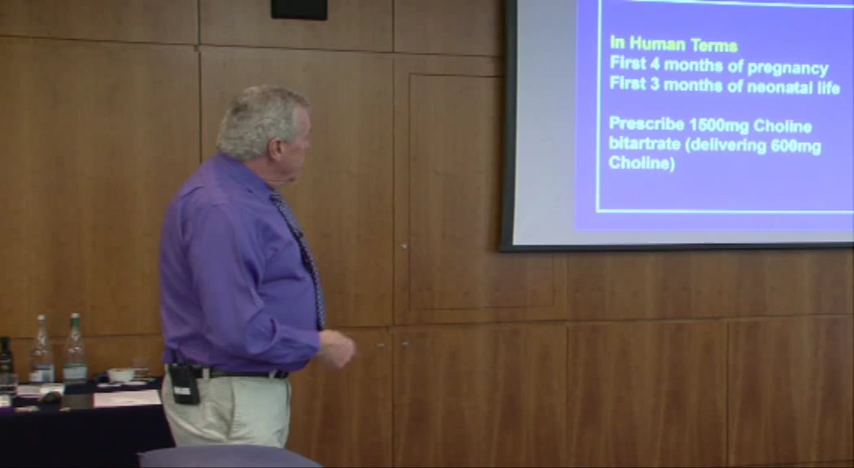 In Human Terms
First 4 months of pregnancy
First 3 months of neonatal life
Prescribe 1500mg Choline
bitartrate (delivering 600mg
Choline)